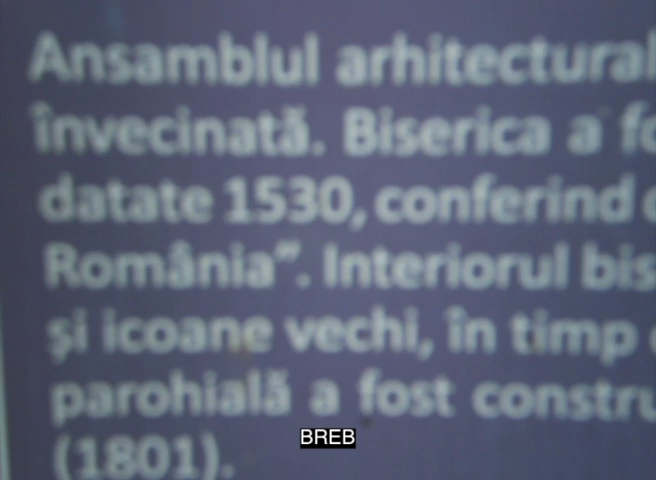 Ansamblul arhitectural
învecinată. Biserica a fo
datate 1530, conferind
România”. Interiorul bis
și icoane vechi, în timp
parohială a fost constru
(1801).
BREB